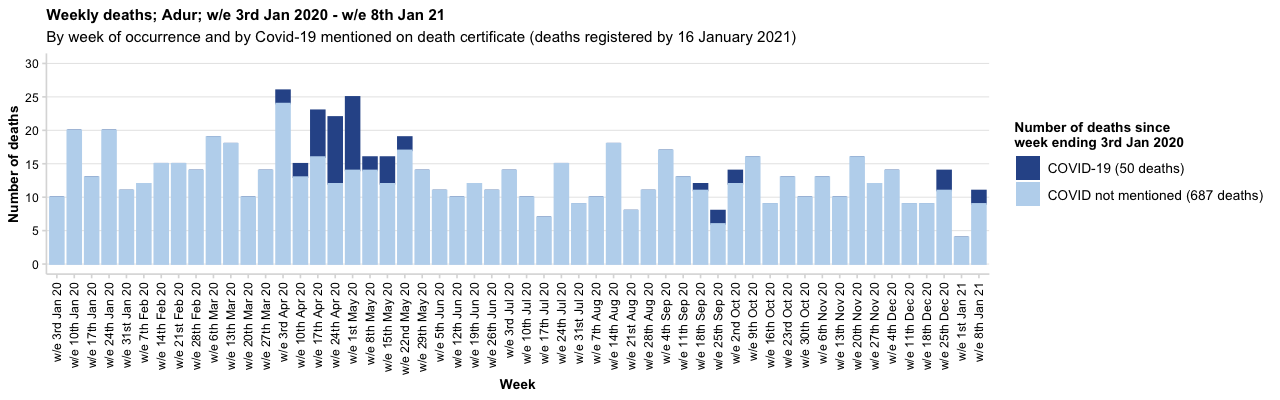 Weekly deaths; Adur; w/e 3rd Jan 2020 - w/e 8th Jan 21
By week of occurrence and by Covid-19 mentioned on death certificate (deaths registered by 16 January 2021)
Number of deaths
30
25
20
15
10
5
0
w/e 3rd Jan 20
w/e 10th Jan 20
w/e 17th Jan 20
w/e 24th Jan 20
w/e 31st Jan 20
w/e 7th Feb 20
w/e 14th Feb 20
w/e 21st Feb 20
w/e 28th Feb 20
w/e 6th Mar 20
w/e 13th Mar 20
w/e 20th Mar 20
w/e 27th Mar 20
w/e 3rd Apr 20
w/e 10th Apr 20
w/e 17th Apr 20
w/e 24th Apr 20
w/e 1st May 20
w/e 8th May 20
w/e 15th May 20
w/e 22nd May 20
w/e 29th May 20
w/e 5th Jun 20
w/e 12th Jun 20
w/e 19th Jun 20
w/e 26th Jun 20
w/e 3rd Jul 20
w/e 10th Jul 20
w/e 17th Jul 20
w/e 24th Jul 20
w/e 31st Jul 20
w/e 7th Aug 20
w/e 14th Aug 20
w/e 21st Aug 20
w/e 28th Aug 20
w/e 4th Sep 20
w/e 11th Sep 20
w/e 18th Sep 20
w/e 25th Sep 20
w/e 2nd Oct 20
w/e 9th Oct 20
w/e 16th Oct 20
w/e 23rd Oct 20
w/e 30th Oct 20
w/e 6th Nov 20
w/e 13th Nov 20
w/e 20th Nov 20
w/e 27th Nov 20
w/e 4th Dec 20
w/e 11th Dec 20
w/e 18th Dec 20
w/e 25th Dec 20
w/e 1st Jan 21
w/e 8th Jan 21
Week
Number of deaths since
week ending 3rd Jan 2020
COVID-19 (50 deaths)
COVID not mentioned (687 deaths)